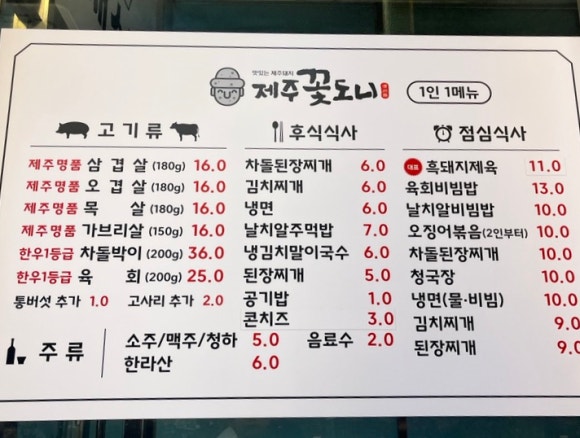 맛있는 제주돼지
제주꽃도니
1인 1메뉴
고기류
제주명품 삼겹살 (180g) 16.0
제주명품 오겹살 (180g) 16.0
제주명품 목살 (180g) 16.0
제주명품 가브리살 (150g) 16.0
한우1등급 차돌박이 (200g) 36.0
한우1등급 육회 (200g) 25.0
통버섯 추가 1.0 고사리 추가 2.0
후식식사
차돌된장찌개 6.0
김치찌개 6.0
냉면 6.0
날치알주먹밥 7.0
냉김치말이국수 6.0
된장찌개 5.0
공기밥 1.0
콘치즈 3.0
점심식사
대표 흑돼지제육 11.0
육회비빔밥 13.0
날치알비빔밥 10.0
오징어볶음(2인부터) 10.0
차돌된장찌개 10.0
청국장 10.0
냉면(물·비빔) 10.0
김치찌개 9.0
된장찌개 9.0
주류
소주/맥주/청하 5.0 음료수 2.0
한라산 6.0